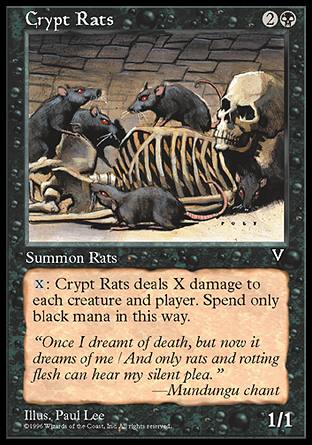 Crypt Rats 2
POLY
Summon Rats V
X: Crypt Rats deals X damage to
each creature and player. Spend only
black mana in this way.
“Once I dreamt of death, but now it
dreams of me / And only rats and rotting
flesh can hear my silent plea.”
—Mundungu chant
Illus. Paul Lee 1/1
©1996 Wizards of the Coast, Inc. All rights reserved.